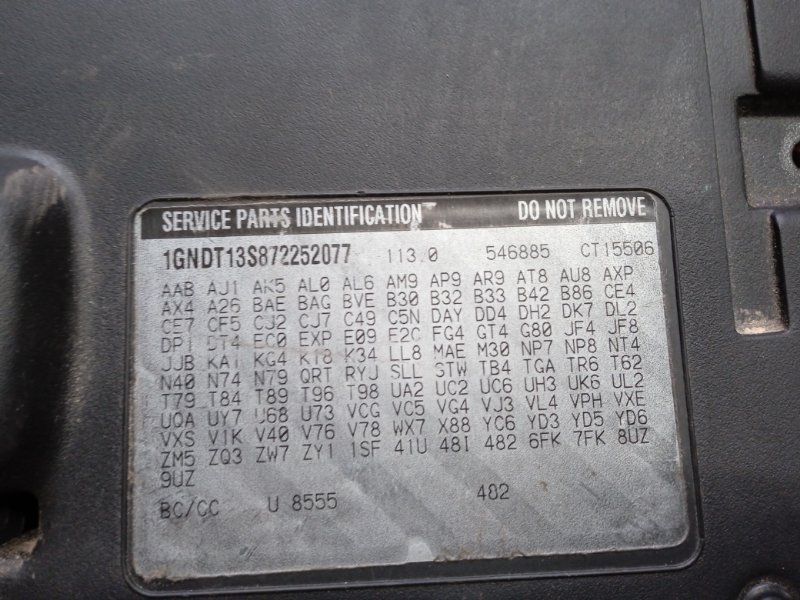 SERVICE PARTS IDENTIFICATION DO NOT REMOVE
1GNDT13S872252077 113.0 546885 CT15506
AAB AJ1 AK5 AL0 AL6 AM9 AP9 AR9 AT8 AU8 AXP
AX4 A26 BAE BAG BVE B30 B32 B33 B42 B86 CE4
CE7 CF5 CJ2 CJ7 C49 C5N DAY DD4 DH2 DK7 DL2
DP1 DT4 EC0 EXP E09 E2C FG4 GT4 G80 JF4 JF8
JJB KA1 KG4 K18 K34 LL8 MAE M30 NP7 NP8 NT4
N40 N74 N79 QRT RYJ SLL STW TB4 TGA TR6 T62
T79 T84 T89 T96 T98 UA2 UC2 UC6 UH3 UK6 UL2
UQA UY7 U68 U73 VCG VC5 VG4 VJ3 VL4 VPH VXE
VXS V1K V40 V76 V78 WX7 X88 YC6 YD3 YD5 YD6
ZM5 ZQ3 ZW7 ZY1 1SF 41U 48I 482 6FK 7FK 8UZ
9UZ
BC/CC U 8555 482